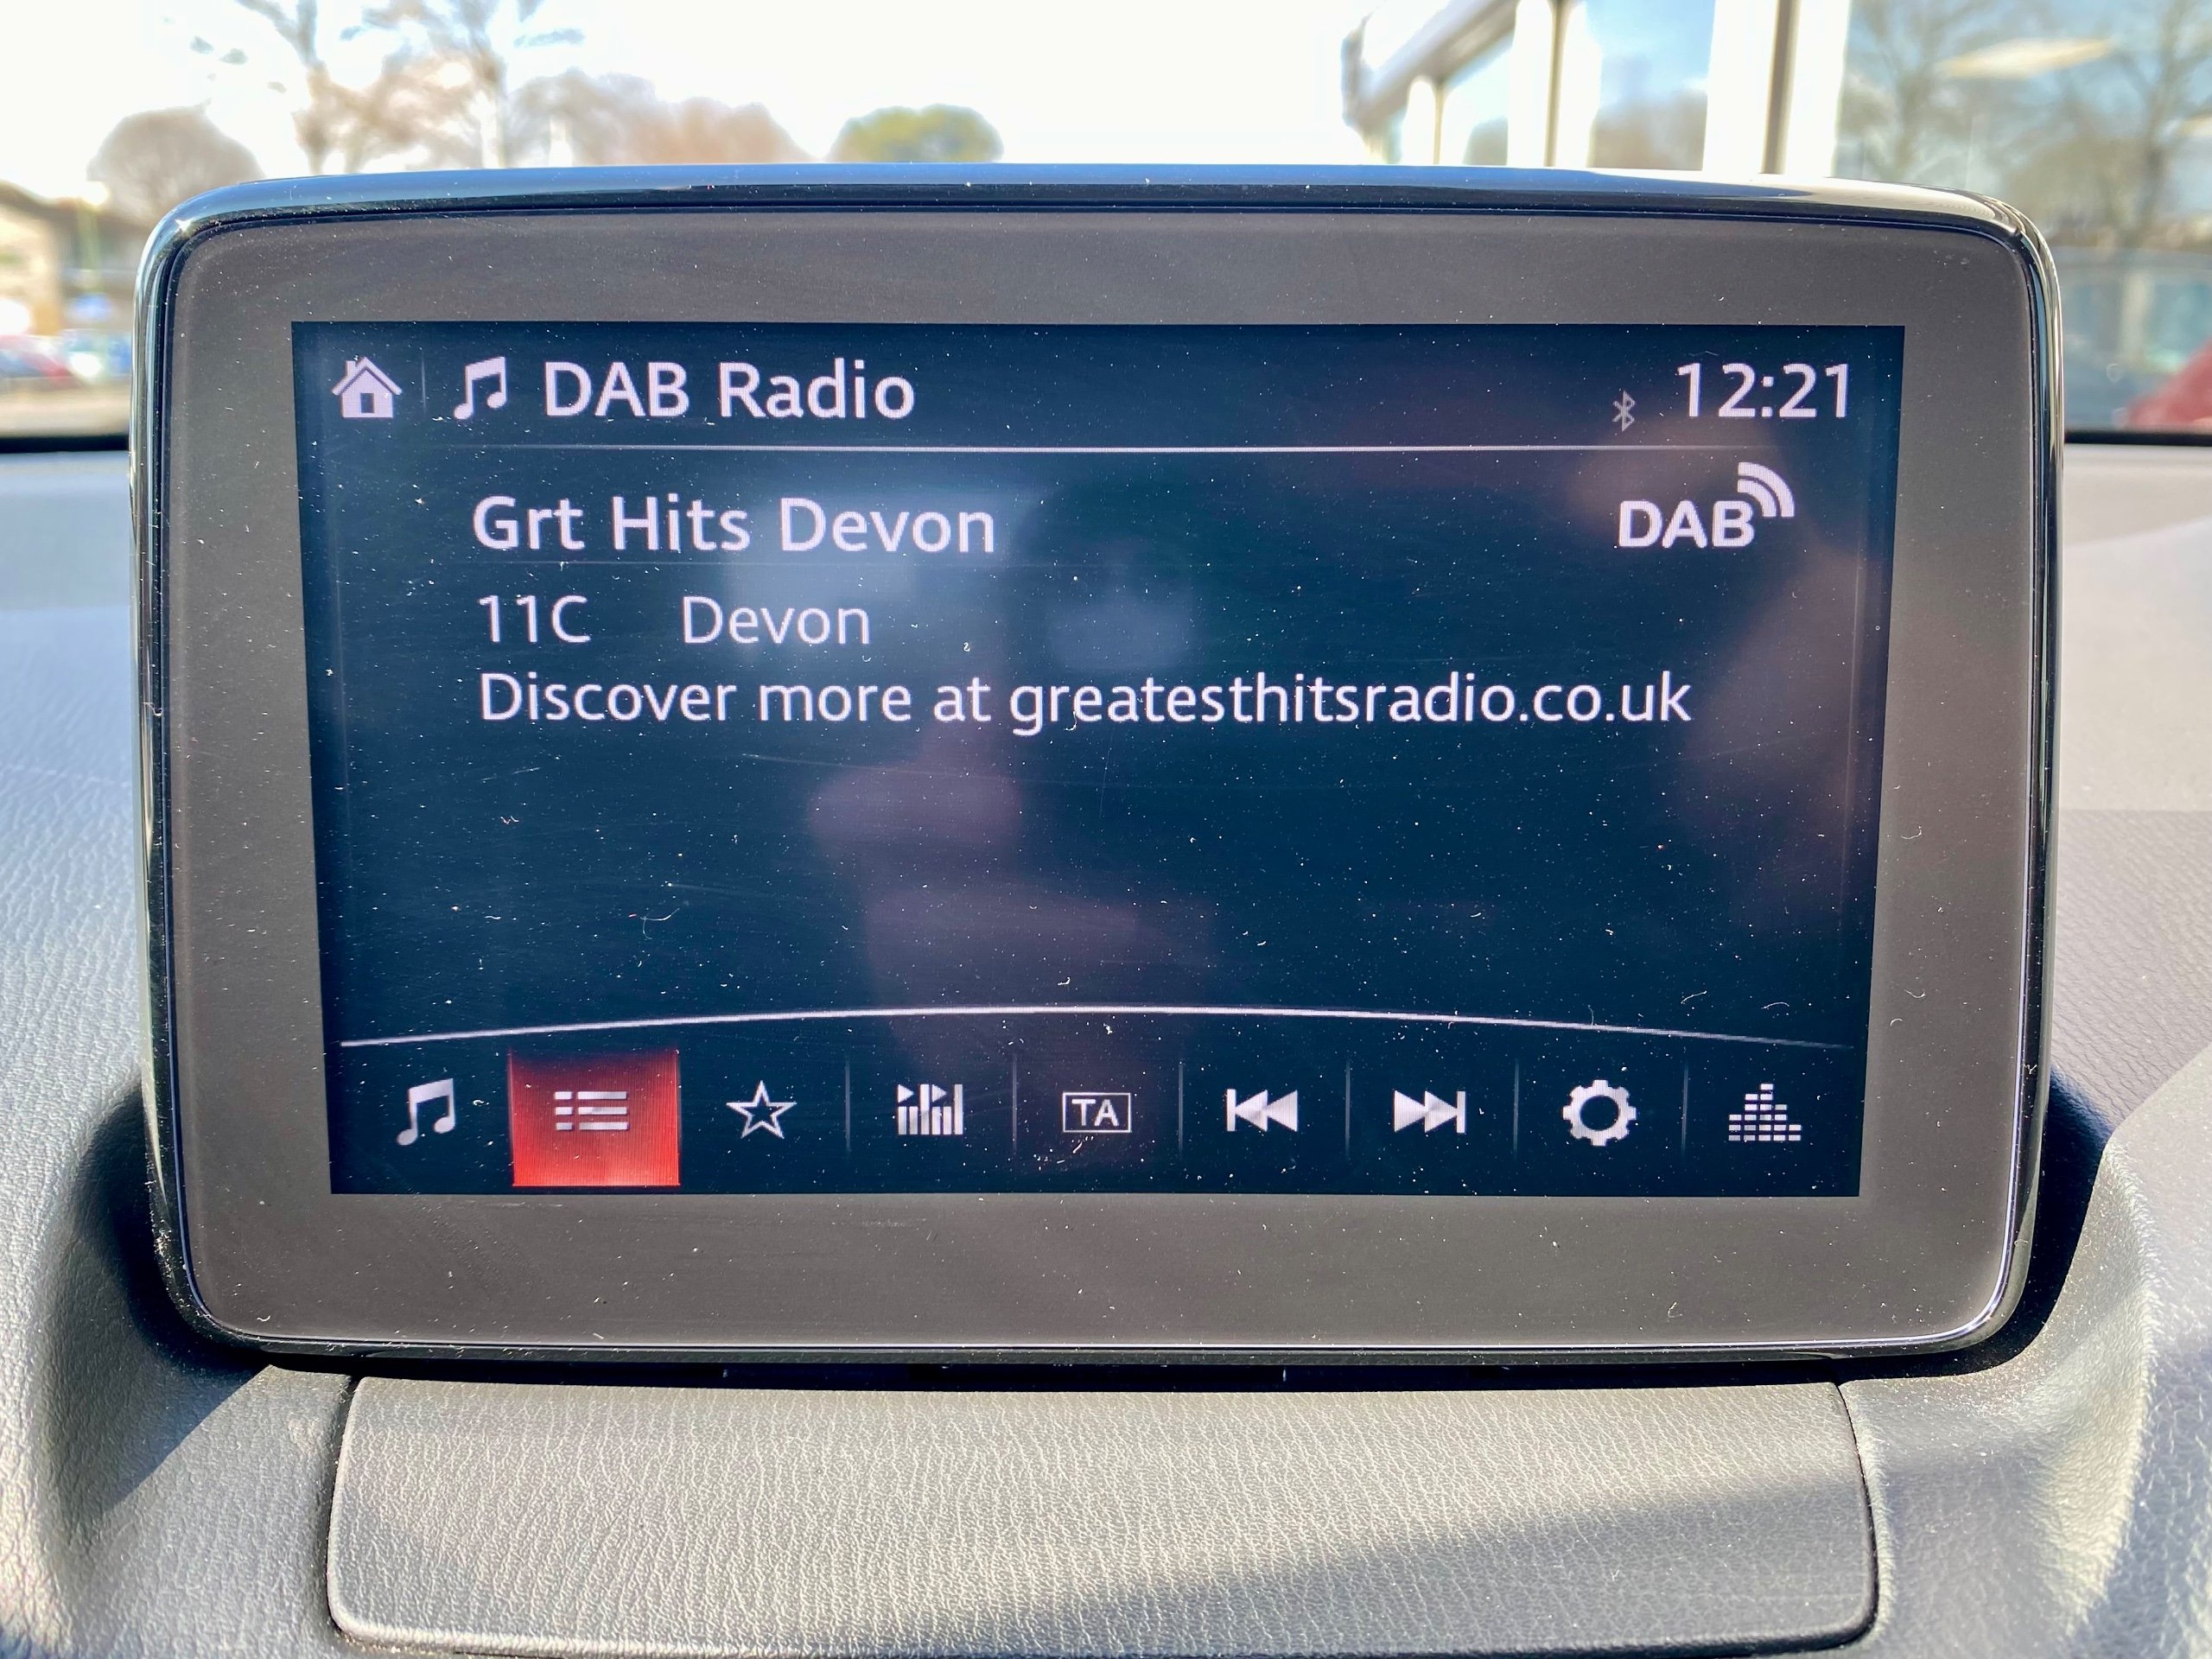 DAB Radio 12:21
Grt Hits Devon DAB
11C Devon
Discover more at greatesthitsradio.co.uk
TA